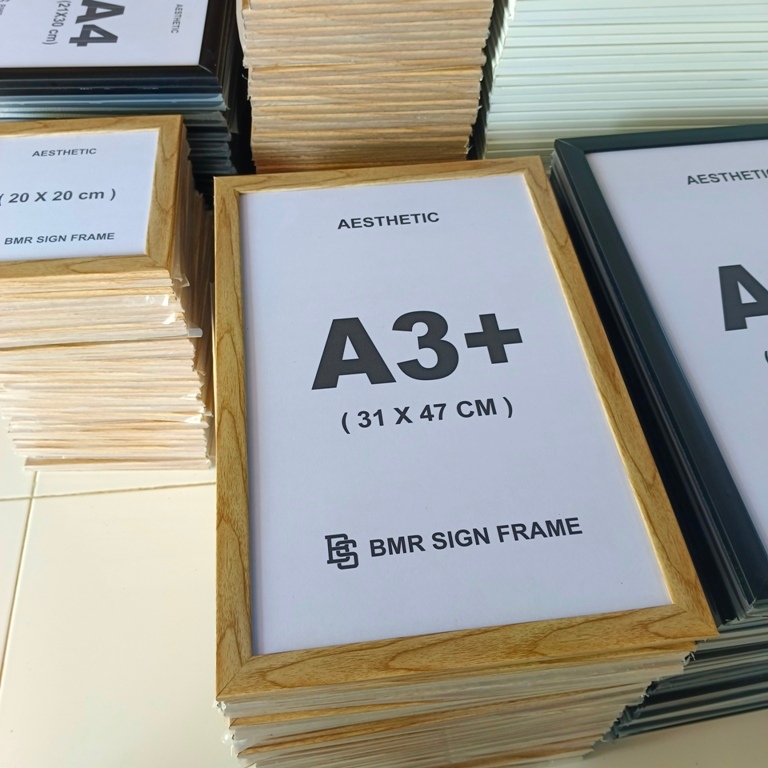 A4
(21X30 cm)
AESTHETIC
AESTHETIC
( 20 X 20 cm )
BMR SIGN FRAME
AESTHETIC
A3+
( 31 X 47 CM )
BS BMR SIGN FRAME
AESTHETIC